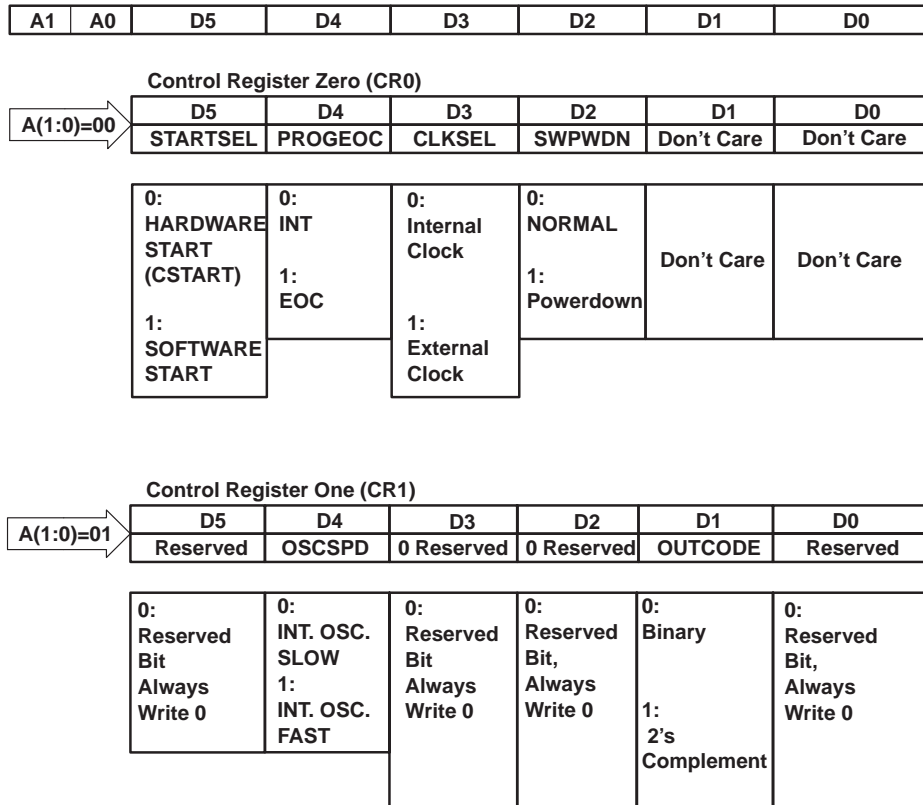 A1 A0 D5 D4 D3 D2 D1 D0
Control Register Zero (CR0)
A(1:0)=00
D5 D4 D3 D2 D1 D0
STARTSEL PROGEOC CLKSEL SWPWDN Don't Care Don't Care
0:
HARDWARE
START
(CSTART)
1:
SOFTWARE
START
0:
INT
1:
EOC
0:
Internal
Clock
1:
External
Clock
0:
NORMAL
1:
Powerdown
Don't Care
Don't Care
Control Register One (CR1)
A(1:0)=01
D5 D4 D3 D2 D1 D0
Reserved OSCSPD 0 Reserved 0 Reserved OUTCODE Reserved
0:
Reserved
Bit
Always
Write 0
0:
INT. OSC.
SLOW
1:
INT. OSC.
FAST
0:
Reserved
Bit
Always
Write 0
0:
Reserved
Bit,
Always
Write 0
0:
Binary
1:
2's
Complement
0:
Reserved
Bit,
Always
Write 0